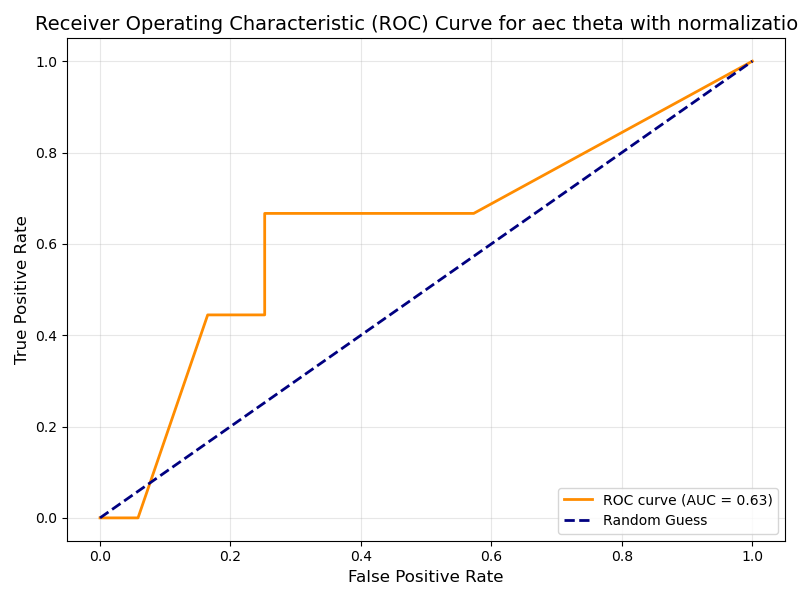 Receiver Operating Characteristic (ROC) Curve for aec theta with normalizatio
1.0
0.8
0.6
0.4
0.2
0.0
True Positive Rate
ROC curve (AUC = 0.63)
Random Guess
0.0 0.2 0.4 0.6 0.8 1.0
False Positive Rate